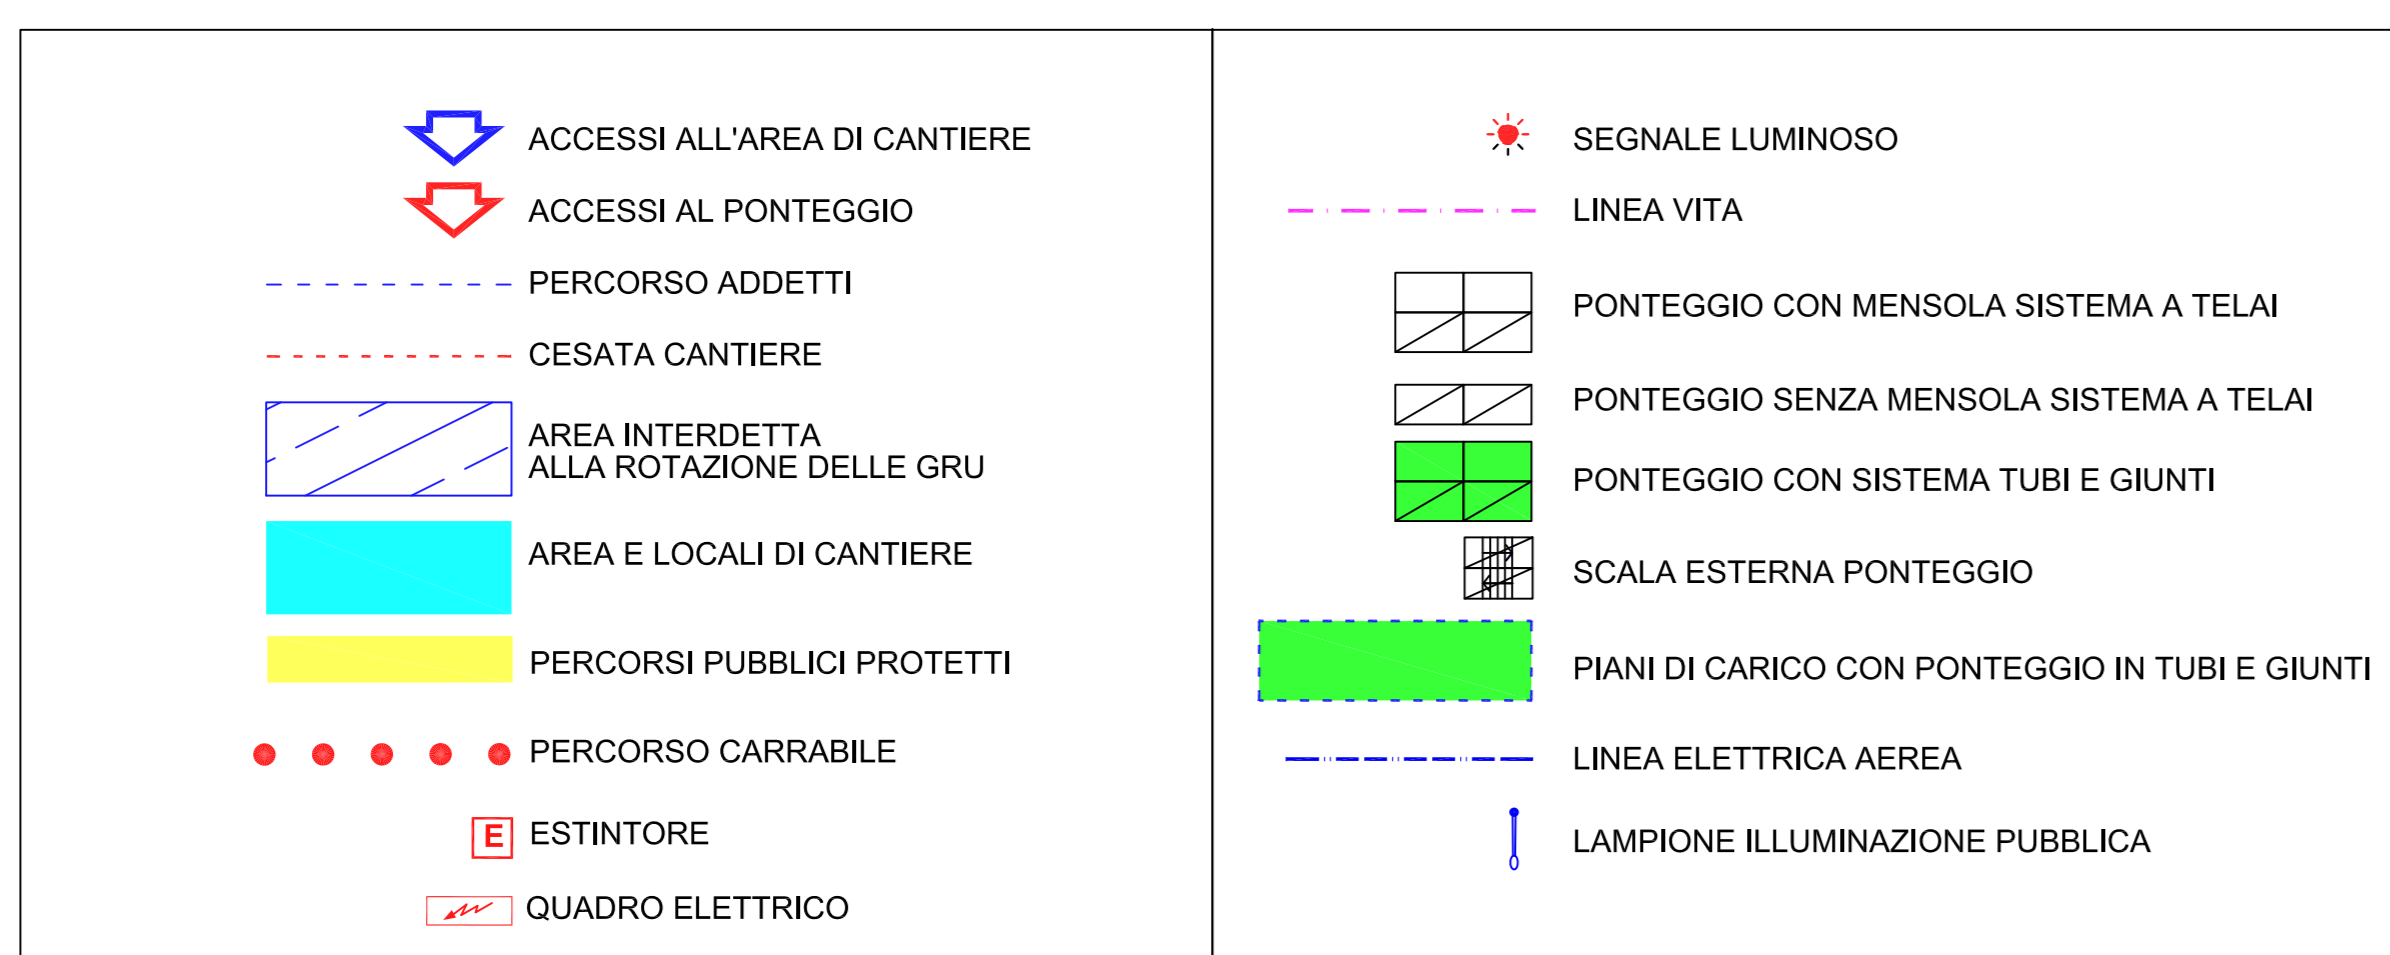 ACCESSI ALL'AREA DI CANTIERE
ACCESSI AL PONTEGGIO
PERCORSO ADDETTI
CESATA CANTIERE
AREA INTERDETTA
ALLA ROTAZIONE DELLE GRU
AREA E LOCALI DI CANTIERE
PERCORSI PUBBLICI PROTETTI
PERCORSO CARRABILE
E ESTINTORE
QUADRO ELETTRICO
SEGNALE LUMINOSO
LINEA VITA
PONTEGGIO CON MENSOLA SISTEMA A TELAI
PONTEGGIO SENZA MENSOLA SISTEMA A TELAI
PONTEGGIO CON SISTEMA TUBI E GIUNTI
SCALA ESTERNA PONTEGGIO
PIANI DI CARICO CON PONTEGGIO IN TUBI E GIUNTI
LINEA ELETTRICA AEREA
LAMPIONE ILLUMINAZIONE PUBBLICA